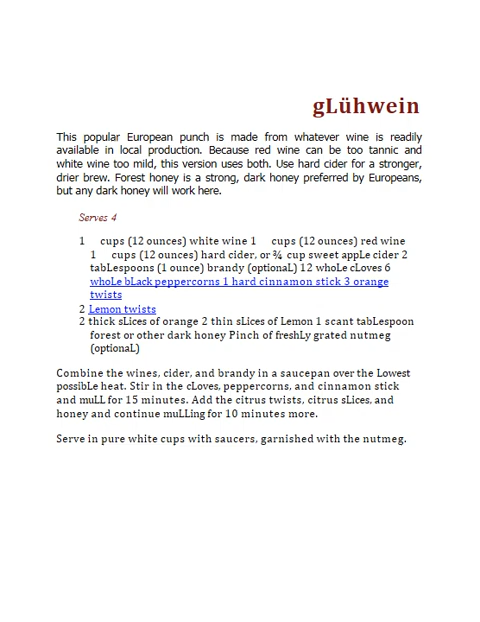 gLühwein
This popular European punch is made from whatever wine is readily
available in local production. Because red wine can be too tannic and
white wine too mild, this version uses both. Use hard cider for a stronger,
drier brew. Forest honey is a strong, dark honey preferred by Europeans,
but any dark honey will work here.
Serves 4
1 cups (12 ounces) white wine 1 cups (12 ounces) red wine
1 cups (12 ounces) hard cider, or ¾ cup sweet appLe cider 2
tabLespoons (1 ounce) brandy (optionaL) 12 whoLe cLoves 6
whoLe bLack peppercorns 1 hard cinnamon stick 3 orange
twists
2 Lemon twists
2 thick sLices of orange 2 thin sLices of Lemon 1 scant tabLespoon
forest or other dark honey Pinch of freshLy grated nutmeg
(optionaL)
Combine the wines, cider, and brandy in a saucepan over the Lowest
possibLe heat. Stir in the cLoves, peppercorns, and cinnamon stick
and muLL for 15 minutes. Add the citrus twists, citrus sLices, and
honey and continue muLLing for 10 minutes more.
Serve in pure white cups with saucers, garnished with the nutmeg.